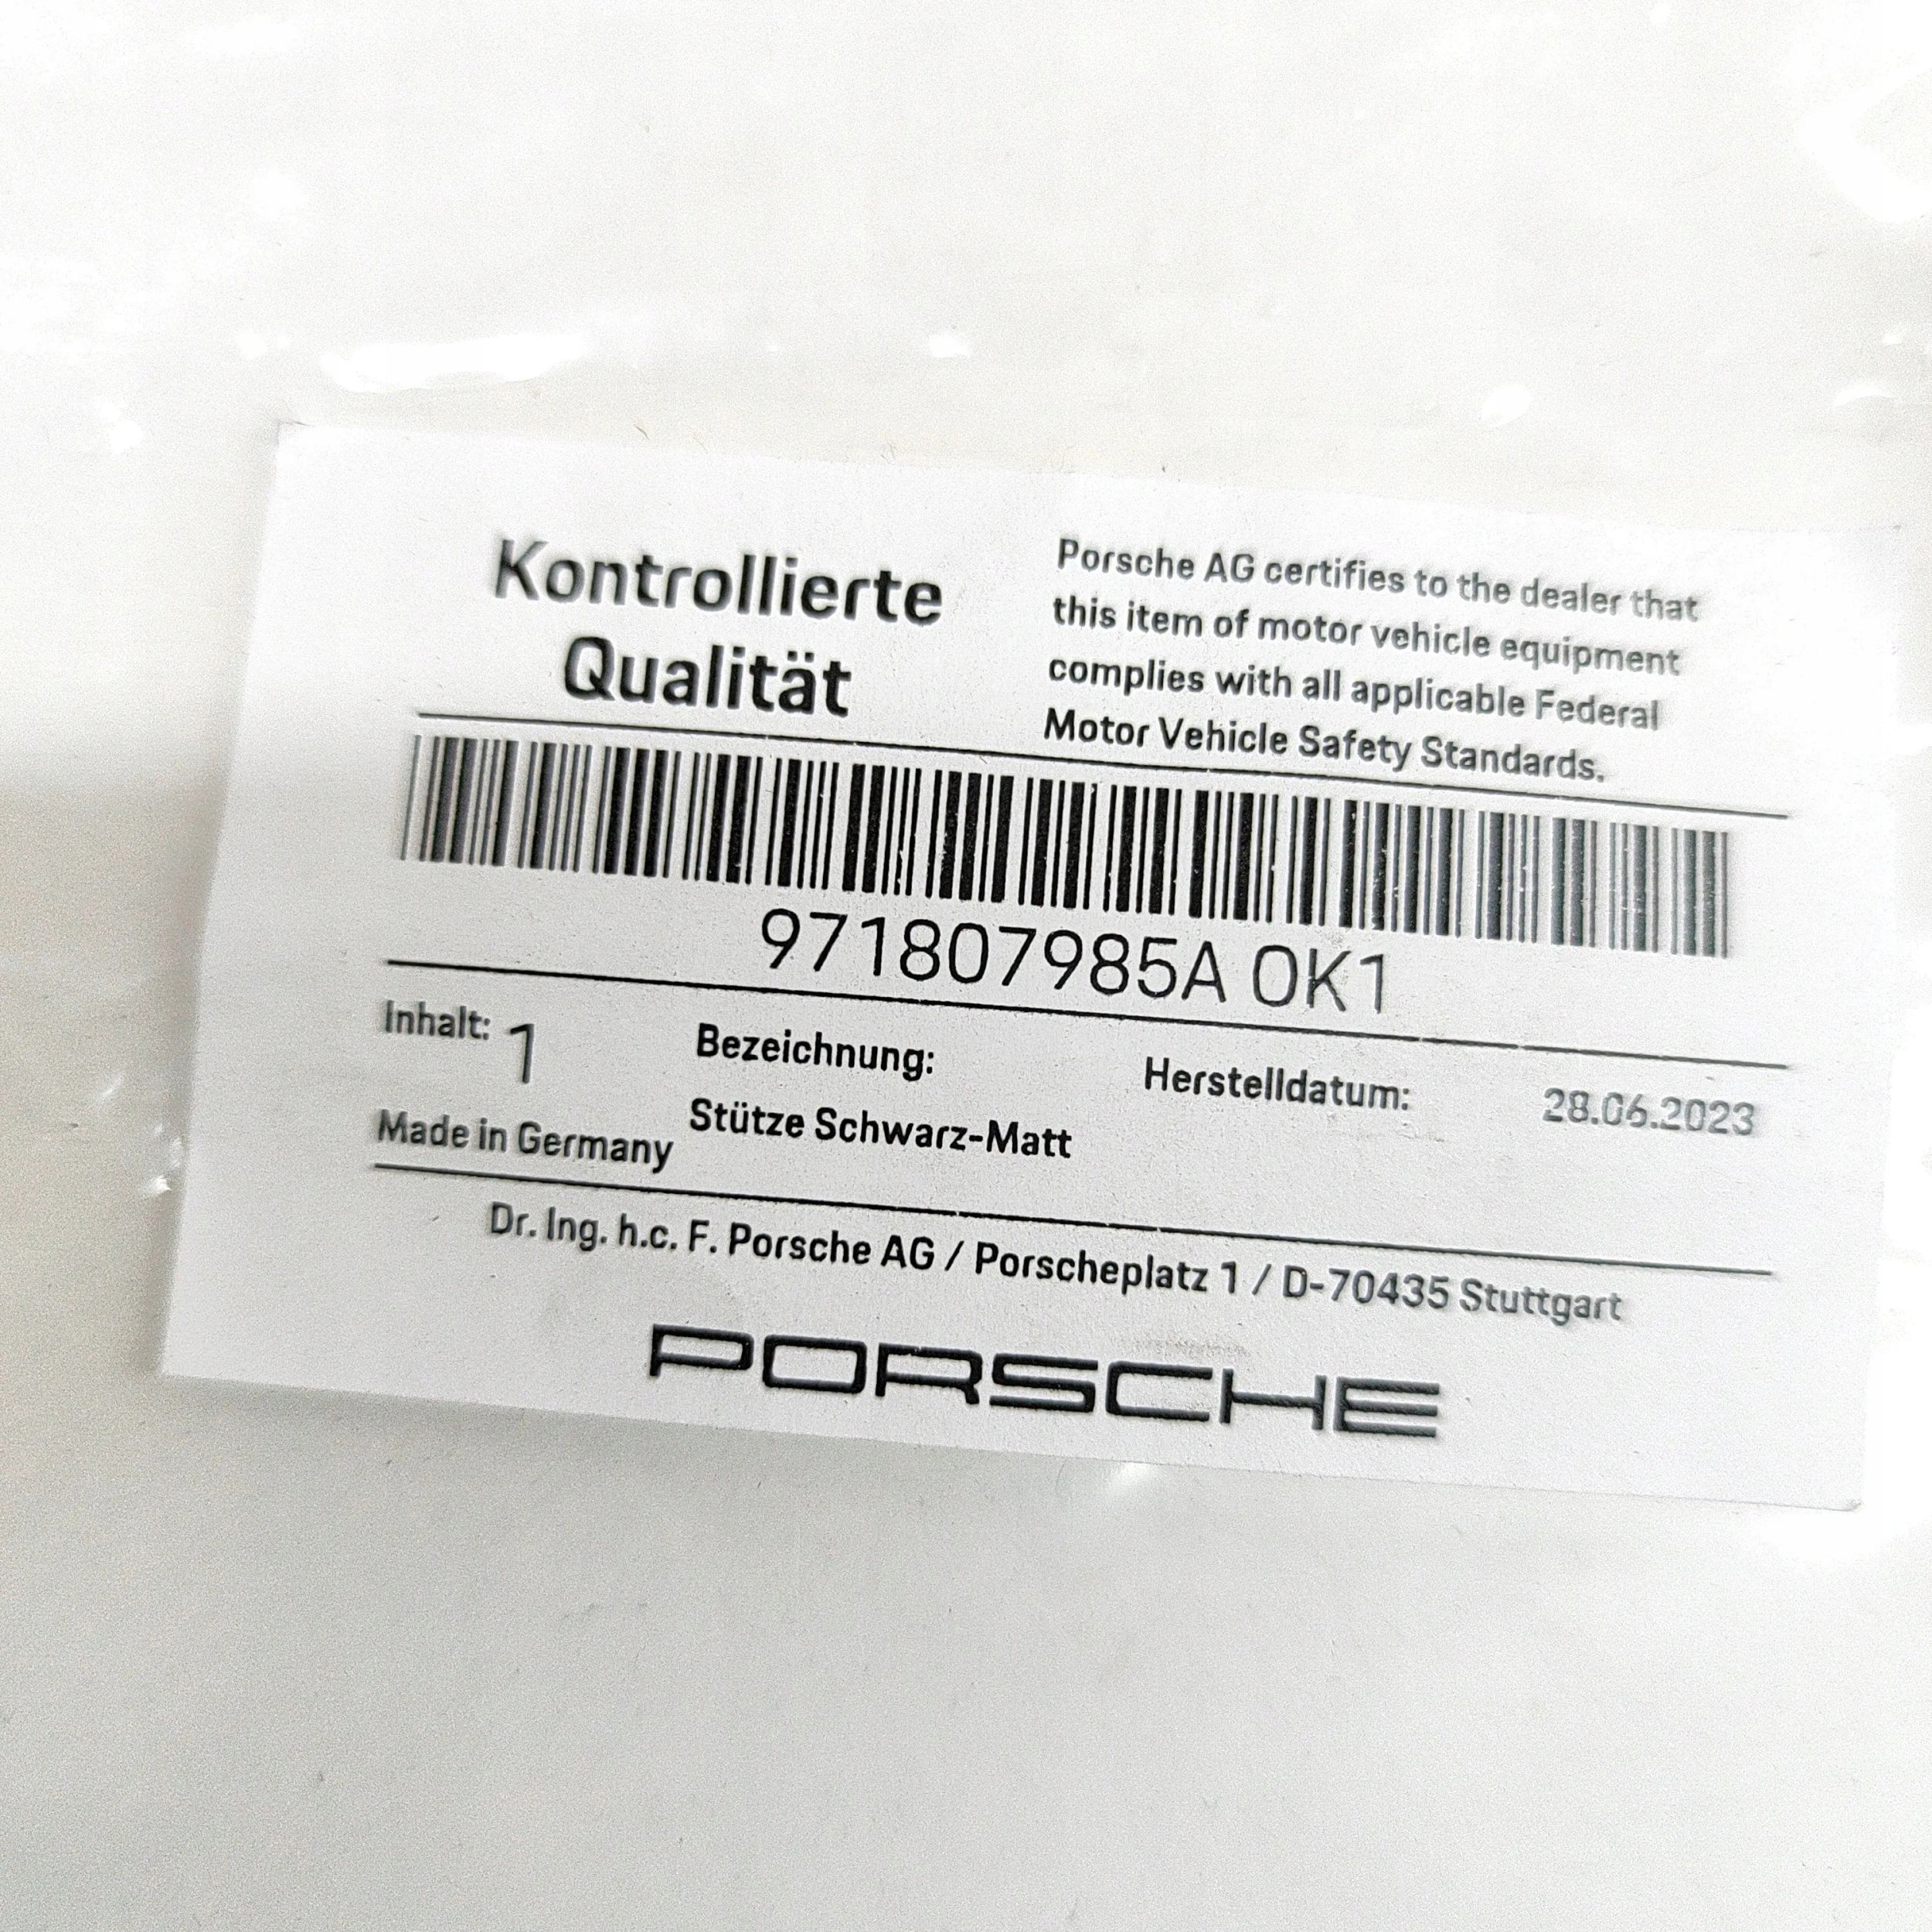 Kontrollierte
Qualität
Porsche AG certifies to the dealer that
this item of motor vehicle equipment
complies with all applicable Federal
Motor Vehicle Safety Standards.
971807985A OK1
Inhalt: 1
Made in Germany
Bezeichnung:
Stütze Schwarz-Matt
Herstelldatum: 28.06.2023
Dr. Ing. h.c. F. Porsche AG / Porscheplatz 1 / D-70435 Stuttgart
PORSCHE